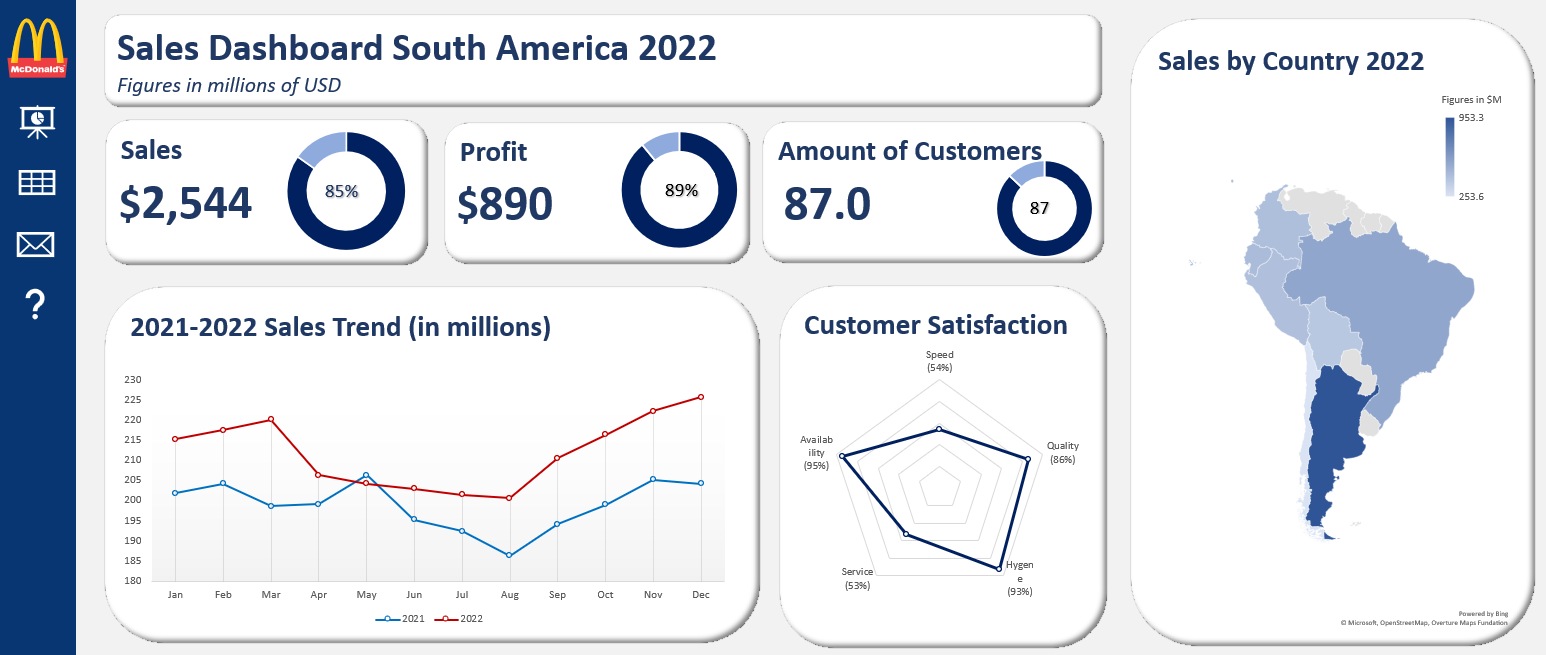 McDonald's
Sales Dashboard South America 2022
Figures in millions of USD
Sales
$2,544
85%
Profit
$890
89%
Amount of Customers
87.0
87
2021-2022 Sales Trend (in millions)
230
225
220
215
210
205
200
195
190
185
180
Jan Feb Mar Apr May Jun Jul Aug Sep Oct Nov Dec
2021 2022
Customer Satisfaction
Speed
(54%)
Quality
(86%)
Hygen
e
(93%)
Service
(53%)
Availab
ility
(95%)
Sales by Country 2022
Figures in $M
953.3
253.6
Powered by Bing
© Microsoft, OpenStreetMap, Overture Maps Fundation